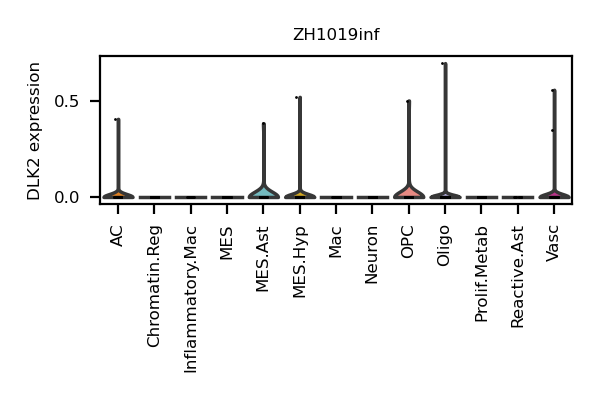 ZH1019inf
DLK2 expression
0.5
0.0
AC
Chromatin.Reg
Inflammatory.Mac
MES
MES.Ast
MES.Hyp
Mac
Neuron
OPC
Oligo
Prolif.Metab
Reactive.Ast
Vasc